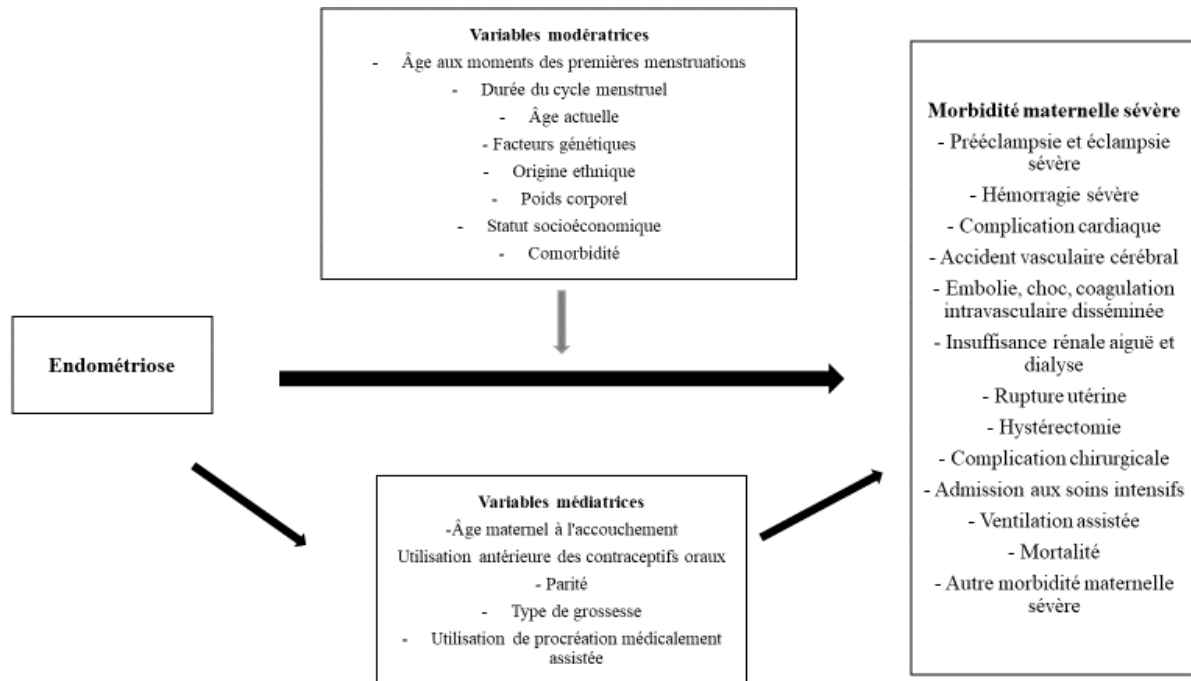 Variables modératrices
- Âge aux moments des premières menstruations
- Durée du cycle menstruel
- Âge actuelle
- Facteurs génétiques
- Origine ethnique
- Poids corporel
- Statut socioéconomique
- Comorbidité
Endométriose
Variables médiatrices
-Âge maternel à l'accouchement
Utilisation antérieure des contraceptifs oraux
- Parité
- Type de grossesse
- Utilisation de procréation médicalement
assistée
Morbidité maternelle sévère
- Prééclampsie et éclampsie
sévère
- Hémorragie sévère
- Complication cardiaque
- Accident vasculaire cérébral
- Embolie, choc, coagulation
intravasculaire disséminée
- Insuffisance rénale aiguë et
dialyse
- Rupture utérine
- Hystérectomie
- Complication chirurgicale
- Admission aux soins intensifs
- Ventilation assistée
- Mortalité
- Autre morbidité maternelle
sévère